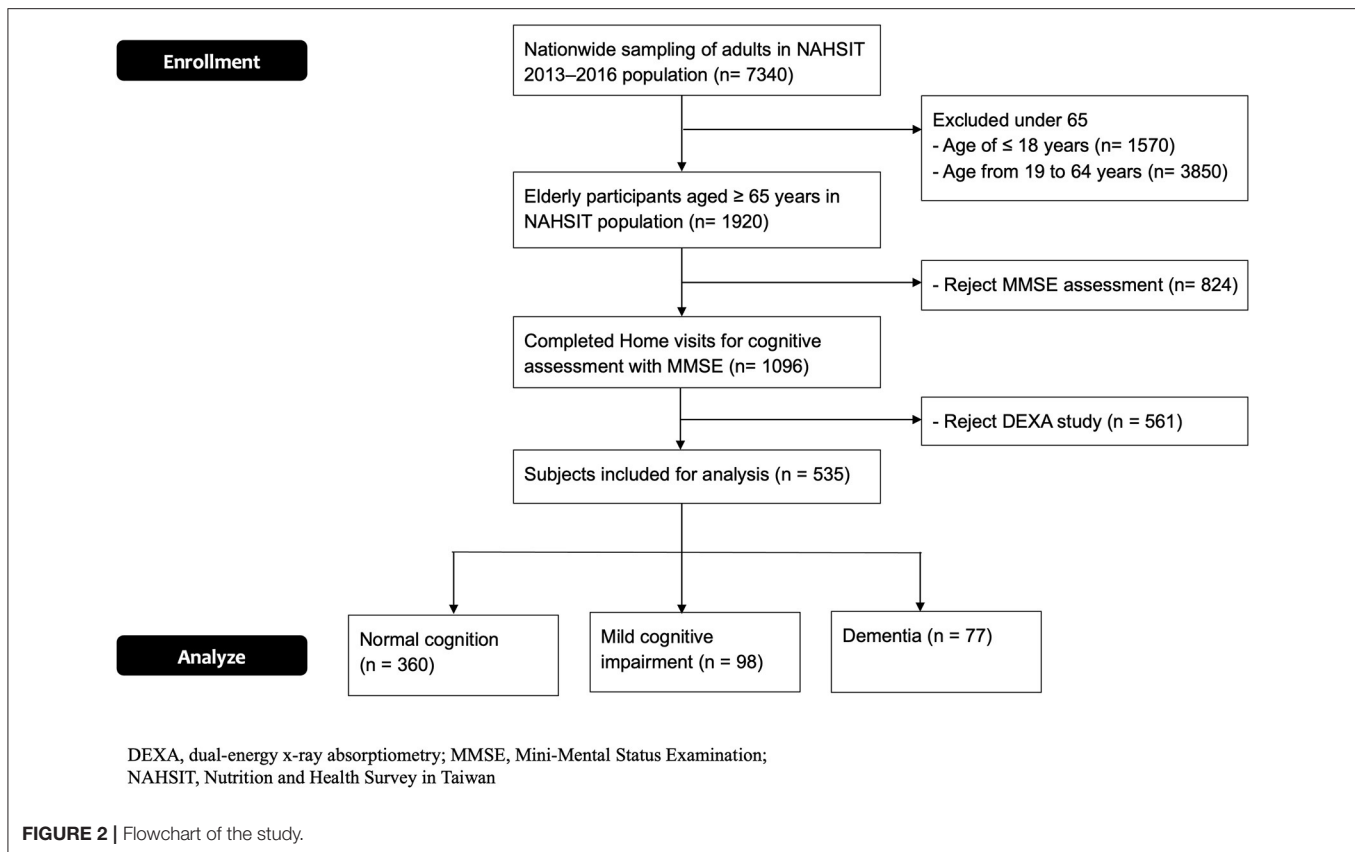 Enrollment
Nationwide sampling of adults in NAHSIT
2013–2016 population (n= 7340)
Excluded under 65
- Age of ≤ 18 years (n= 1570)
- Age from 19 to 64 years (n= 3850)
Elderly participants aged ≥ 65 years in
NAHSIT population (n= 1920)
- Reject MMSE assessment (n= 824)
Completed Home visits for cognitive
assessment with MMSE (n= 1096)
- Reject DEXA study (n = 561)
Subjects included for analysis (n = 535)
Analyze
Normal cognition
(n = 360)
Mild cognitive
impairment (n = 98)
Dementia (n = 77)
DEXA, dual-energy x-ray absorptiometry; MMSE, Mini-Mental Status Examination;
NAHSIT, Nutrition and Health Survey in Taiwan
FIGURE 2 | Flowchart of the study.